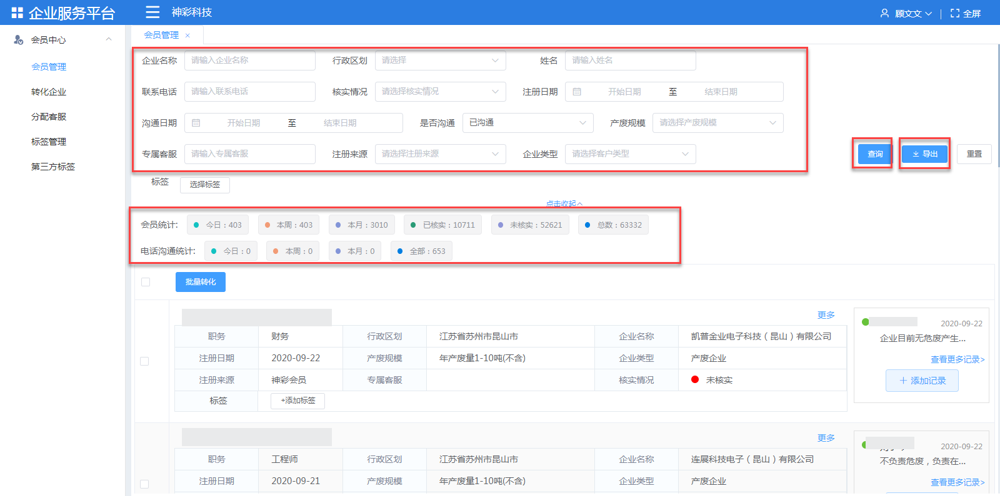 企业服务平台 神彩科技 顾文文 | 全屏
会员中心
会员管理
转化企业
分配客服
标签管理
第三方标签
会员管理 ×
企业名称 请输入企业名称 行政区划 请选择 姓名 请输入姓名
联系电话 请输入联系电话 核实情况 请选择核实情况 注册日期 开始日期 至 结束日期
沟通日期 开始日期 至 结束日期 是否沟通 已沟通 产废规模 请选择产废规模
专属客服 请输入专属客服 注册来源 请选择注册来源 企业类型 请选择客户类型
查询 导出 重置
标签 选择标签
点击收起
会员统计: 今日：403 本周：403 本月：3010 已核实：10711 未核实：52621 总数：63332
电话沟通统计: 今日：0 本周：0 本月：0 全部：653
批量转化
更多
职务 财务 行政区划 江苏省苏州市昆山市 企业名称 凯普金业电子科技（昆山）有限公司
注册日期 2020-09-22 产废规模 年产废量1-10吨(不含) 企业类型 产废企业
注册来源 神彩会员 专属客服 核实情况 未核实
标签 +添加标签
2020-09-22
企业目前无危废产生...
查看更多记录>
+ 添加记录
更多
职务 工程师 行政区划 江苏省苏州市昆山市 企业名称 连展科技电子（昆山）有限公司
注册日期 2020-09-21 产废规模 年产废量1-10吨(不含) 企业类型 产废企业
2020-09-22
不负责危废，负责在...
查看更多记录>